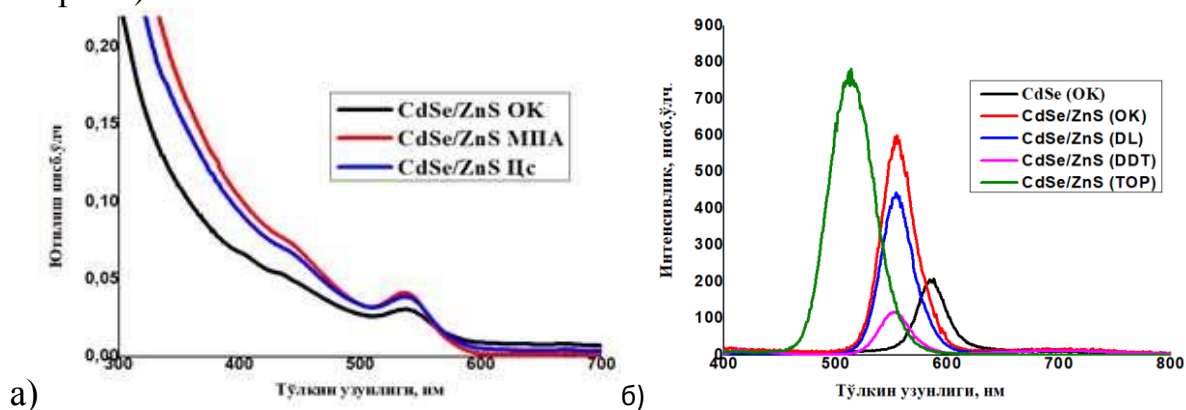 0,20
0,15
0,10
0,05
0,00
Ютилиш нисб.ўлч
CdSe/ZnS ОК
CdSe/ZnS МПА
CdSe/ZnS Цс
300 400 500 600 700
Тўлкин узунлиги, нм
а)
900
800
700
600
500
400
300
200
100
0
Интенсивлик, нисб.ўлч.
CdSe (OK)
CdSe/ZnS (OK)
CdSe/ZnS (DL)
CdSe/ZnS (DDT)
CdSe/ZnS (TOP)
400 500 600 700 800
Тўлкин узунлиги, нм
б)